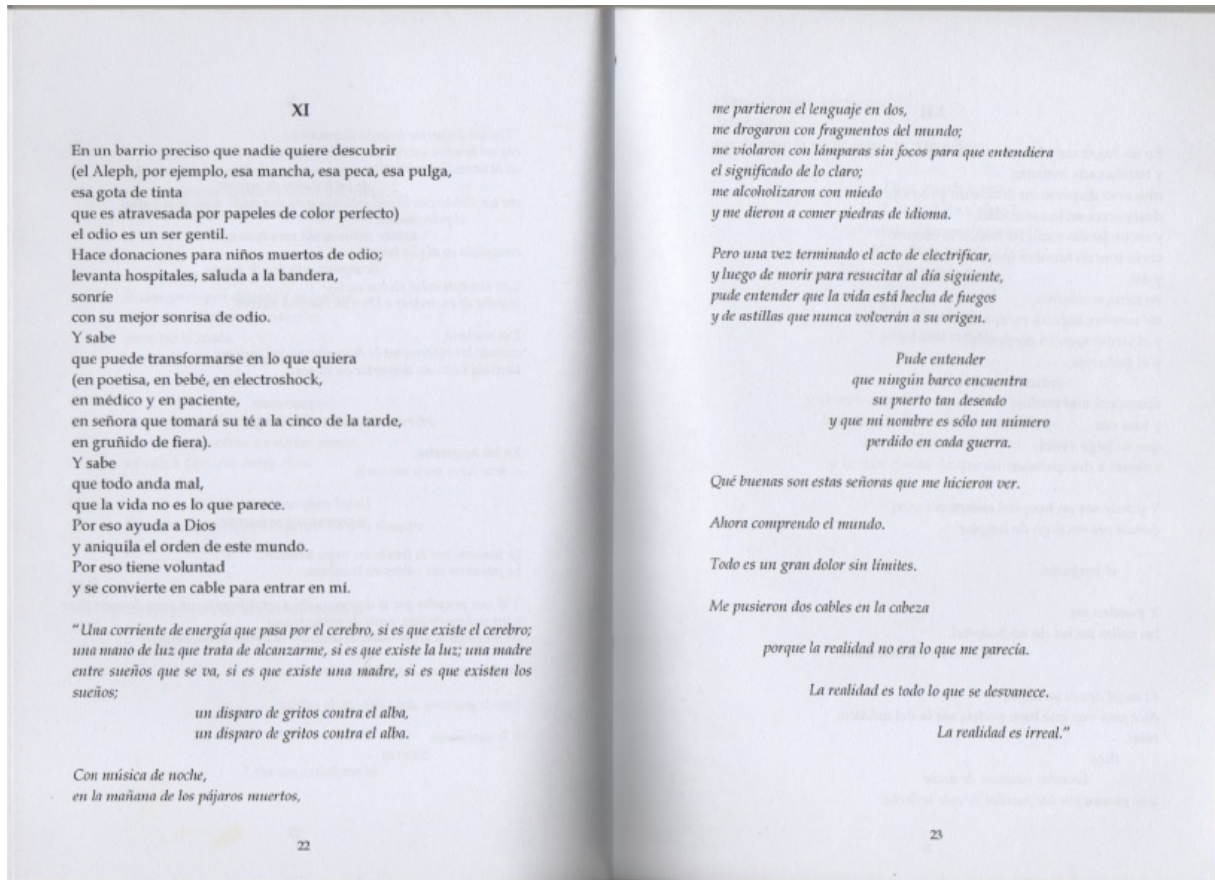 XI
En un barrio preciso que nadie quiere descubrir
(el Aleph, por ejemplo, esa mancha, esa peca, esa pulga,
esa gota de tinta
que es atravesada por papeles de color perfecto)
el odio es un ser gentil.
Hace donaciones para niños muertos de odio;
levanta hospitales, saluda a la bandera,
sonríe
con su mejor sonrisa de odio.
Y sabe
que puede transformarse en lo que quiera
(en poetisa, en bebé, en electroshock,
en médico y en paciente,
en señora que tomará su té a la cinco de la tarde,
en gruñido de fiera).
Y sabe
que todo anda mal,
que la vida no es lo que parece.
Por eso ayuda a Dios
y aniquila el orden de este mundo.
Por eso tiene voluntad
y se convierte en cable para entrar en mí.
"Una corriente de energía que pasa por el cerebro, si es que existe el cerebro;
una mano de luz que trata de alcanzarme, si es que existe la luz; una madre
entre sueños que se va, si es que existe una madre, si es que existen los
sueños;
un disparo de gritos contra el alba,
un disparo de gritos contra el alba.
Con música de noche,
en la mañana de los pájaros muertos,
22
me partieron el lenguaje en dos,
me drogaron con fragmentos del mundo;
me violaron con lámparas sin focos para que entendiera
el significado de lo claro;
me alcoholizaron con miedo
y me dieron a comer piedras de idioma.
Pero una vez terminado el acto de electrificar,
y luego de morir para resucitar al día siguiente,
pude entender que la vida está hecha de fuegos
y de astillas que nunca volverán a su origen.
Pude entender
que ningún barco encuentra
su puerto tan deseado
y que mi nombre es sólo un número
perdido en cada guerra.
Qué buenas son estas señoras que me hicieron ver.
Ahora comprendo el mundo.
Todo es un gran dolor sin límites.
Me pusieron dos cables en la cabeza
porque la realidad no era lo que me parecía.
La realidad es todo lo que se desvanece.
La realidad es irreal."
23